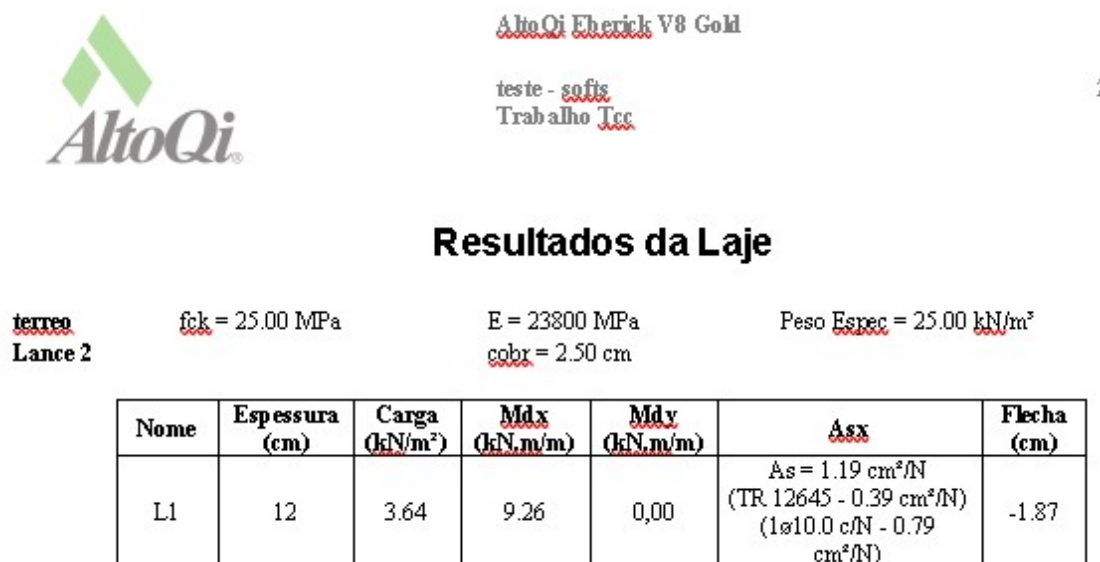 AltoQi Eberick V8 Gold
teste - softs
Trabalho Tcc
AltoQi®
Resultados da Laje
terreo fck = 25.00 MPa E = 23800 MPa Peso Espec = 25.00 kN/m³
Lance 2 cobr = 2.50 cm
Nome Espessura (cm) Carga (kN/m²) Mdx (kN.m/m) Mdy (kN.m/m) Asx Flecha (cm)
L1 12 3.64 9.26 0,00 As = 1.19 cm²/N (TR 12645 - 0.39 cm²/N) (1ø10.0 c/N - 0.79 cm²/N) -1.87